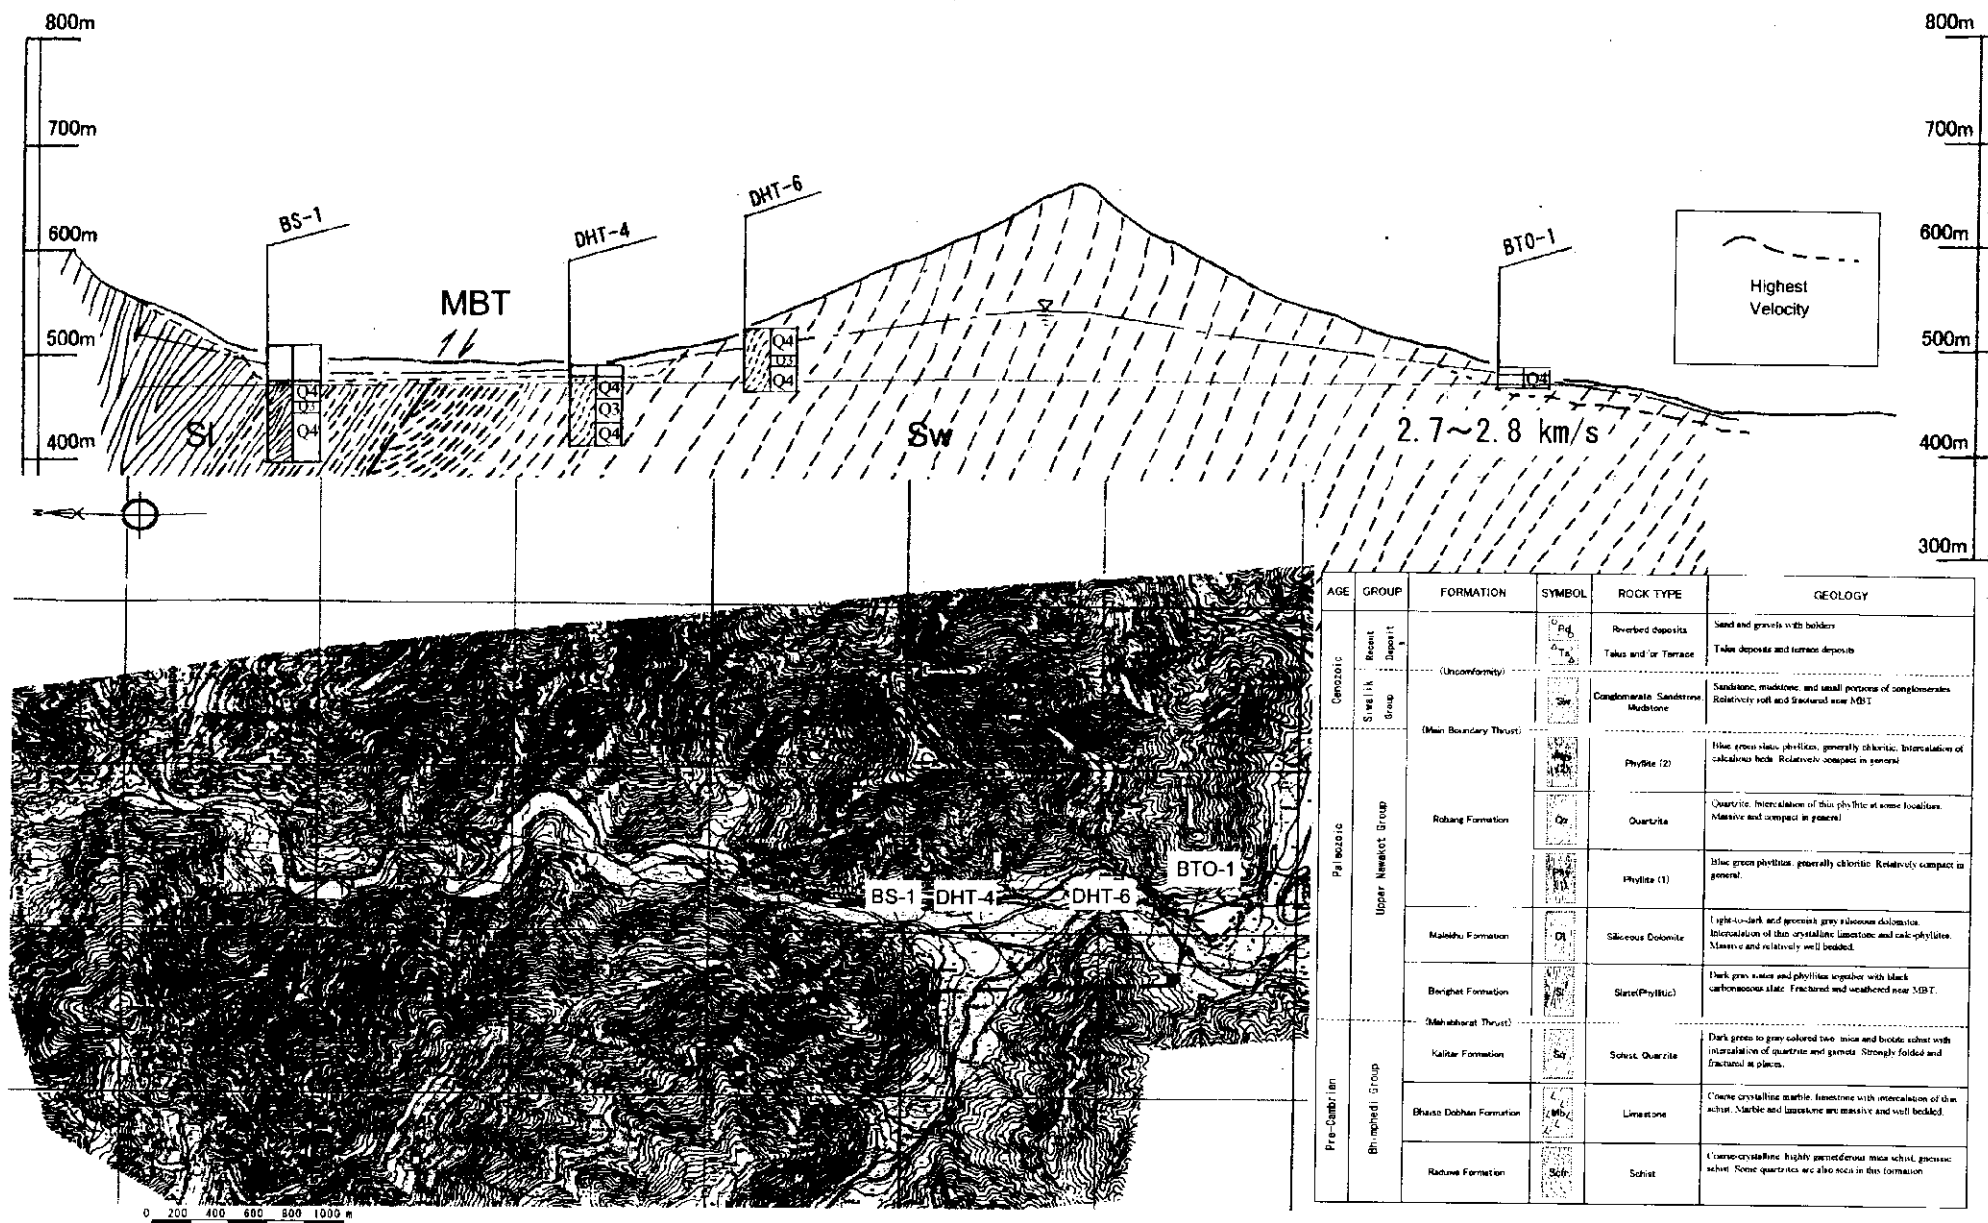 800m
800m
700m
700m
600m
600m
500m
500m
400m
400m
300m
BS-1
MBT
DHT-4
DHT-6
BTO-1
Highest
Velocity
Q4
Q3
Q4
Q4
Q3
Q4
Q4
Q3
Q4
Q4
Sl
Sw
2.7～2.8 km/s
BS-1 DHT-4 DHT-6 BTO-1
0 200 400 600 800 1000 m
AGE GROUP FORMATION SYMBOL ROCK TYPE GEOLOGY
Cenozoic
Recent
Deposit
Rd Riverbed deposits Sand and gravels with bolders
Ta Talus and/or Terrace Talus deposits and terrace deposits
(Uncomformity)
Siwalik
Group
Sw Conglomerate, Sandstone,
Mudstone
Sandstone, mudstone, and small portions of conglomerates
Relatively soft and fractured near MBT
(Main Boundary Thrust)
Paleozoic
Upper Nawakot Group
Robang Formation
(2) Phyllite (2)
Blue green slate phyllites, generally chloritic. Intercalation of
calcalious beds. Relatively compact in general
Qz Quartzite
Quartzite. Intercalation of thin phyllite at some localities.
Massive and compact in general
(1) Phyllite (1)
Blue green phyllites, generally chloritic. Relatively compact in
general.
Malekhu Formation Dl Siliceous Dolomite
Light-to-dark and greenish gray siliceous dolomites.
Intercalation of thin crystalline limestone and calc-phyllites.
Massive and relatively well bedded.
Benighat Formation Sl Slate(Phyllitic)
Dark gray slates and phyllites together with black
carbonaceous slate. Fractured and weathered near MBT.
(Mahabharat Thrust)
Pre-Cambrian
Bhimphedi Group
Kalitar Formation Sq Schist, Quartzite
Dark green to gray colored two mica and biotite schist with
intercalation of quartzite and garnets. Strongly folded and
fractured at places.
Bhaise Dobhan Formation Mb Limestone
Coarse crystalline marble, limestone with intercalation of thin
schist. Marble and limestone are massive and well bedded.
Raduwa Formation Schist
Coarse-crystalline, highly garnetiferous mica schist, gneissic
schist. Some quartzites are also seen in this formation